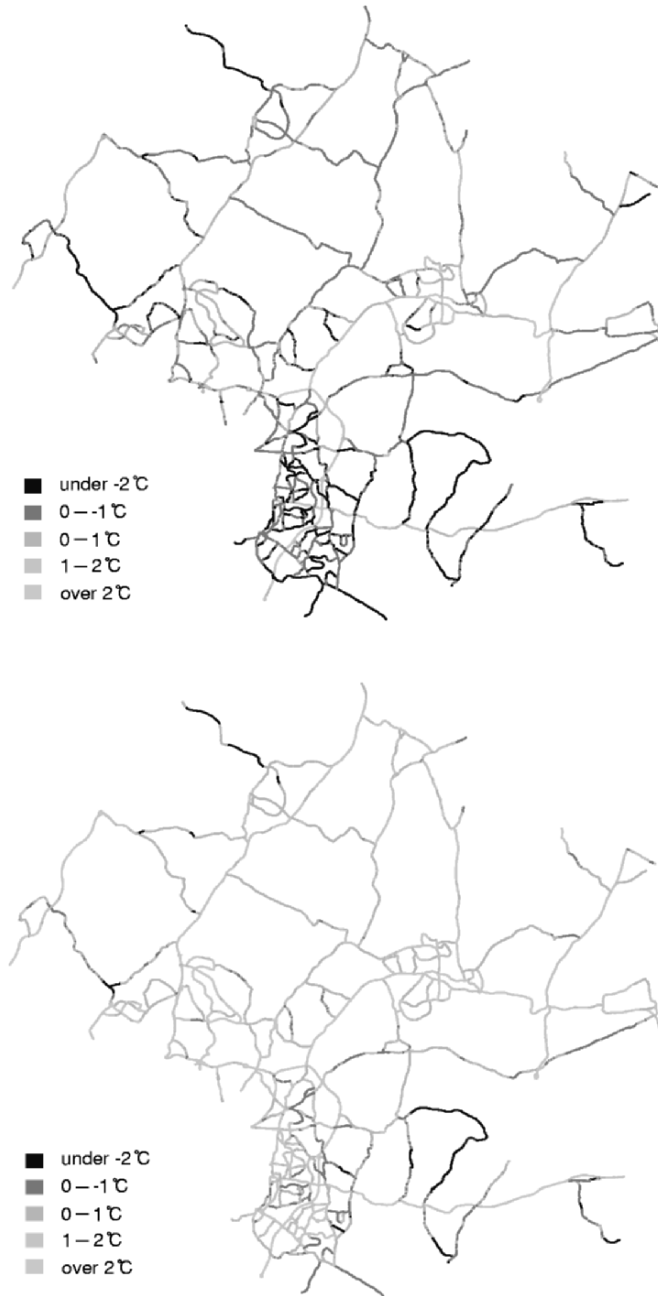 under -2℃
0 — -1℃
0 — 1℃
1 — 2℃
over 2℃
under -2℃
0 — -1℃
0 — 1℃
1 — 2℃
over 2℃